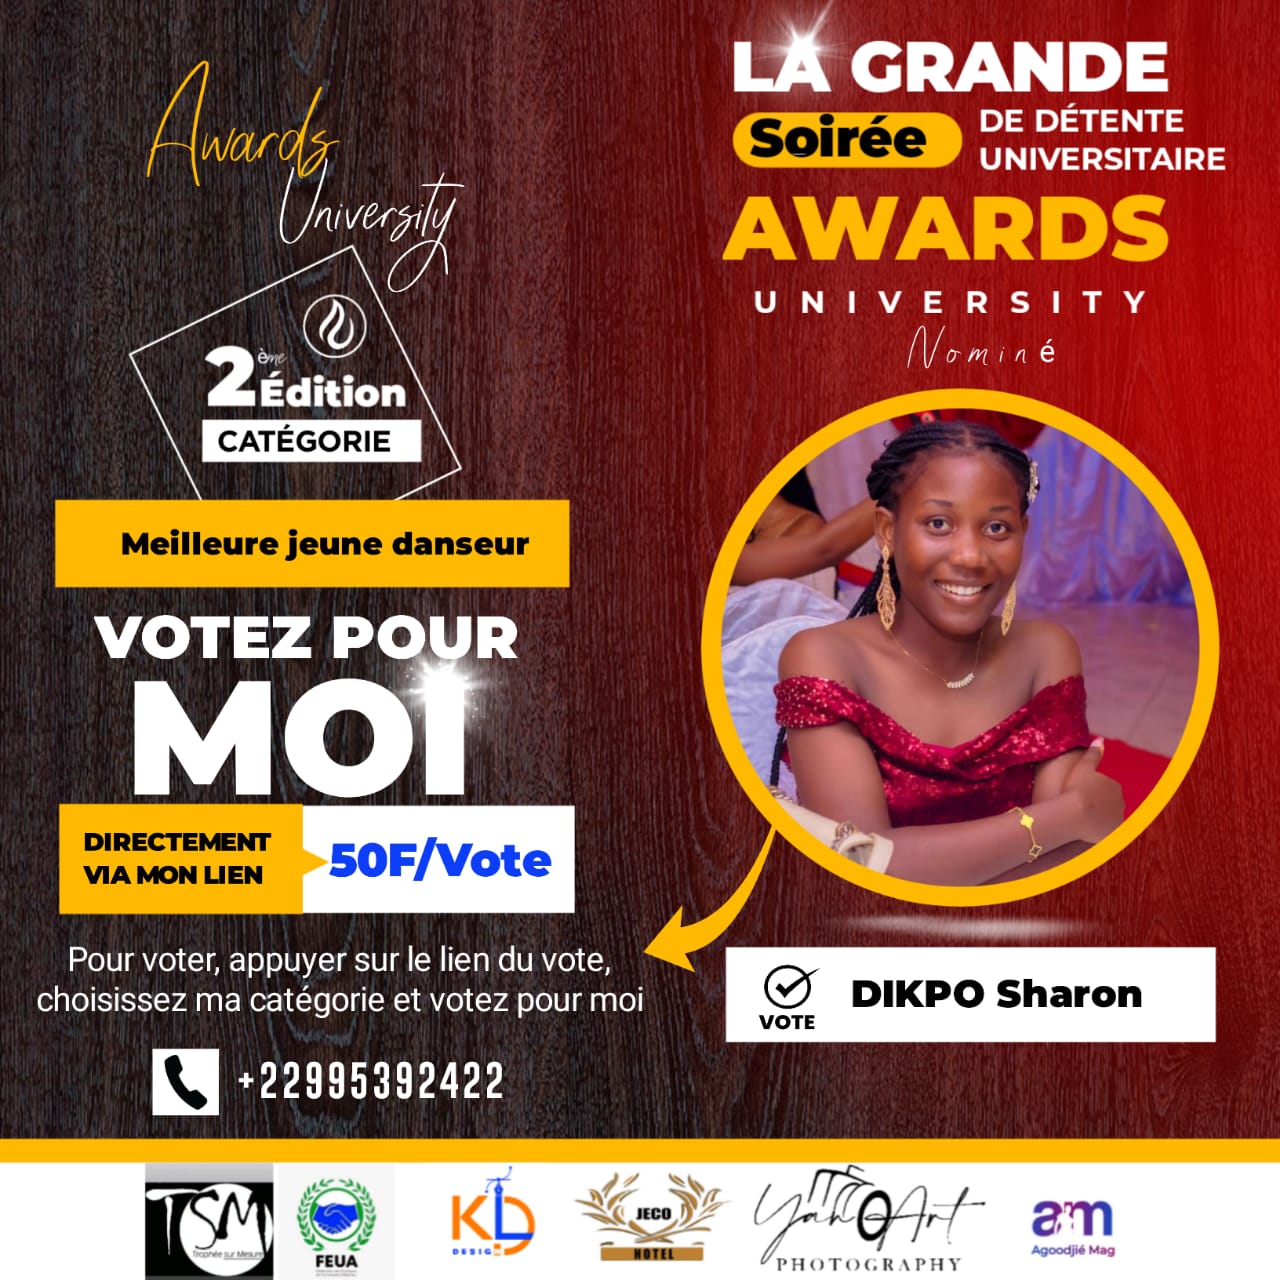 Awards
University
2ème Édition
CATÉGORIE
Meilleure jeune danseur
VOTEZ POUR
MOI
DIRECTEMENT
VIA MON LIEN
50F/Vote
Pour voter, appuyer sur le lien du vote,
choisissez ma catégorie et votez pour moi
+22995392422
LA GRANDE
Soirée
DE DÉTENTE
UNIVERSITAIRE
AWARDS
UNIVERSITY
Nominé
VOTE
DIKPO Sharon
TSM
Trophée sur Mesure
FEUA
KD
DESIGN
JECO
HOTEL
Yan Art
PHOTOGRAPHY
am
Agoodjié Mag